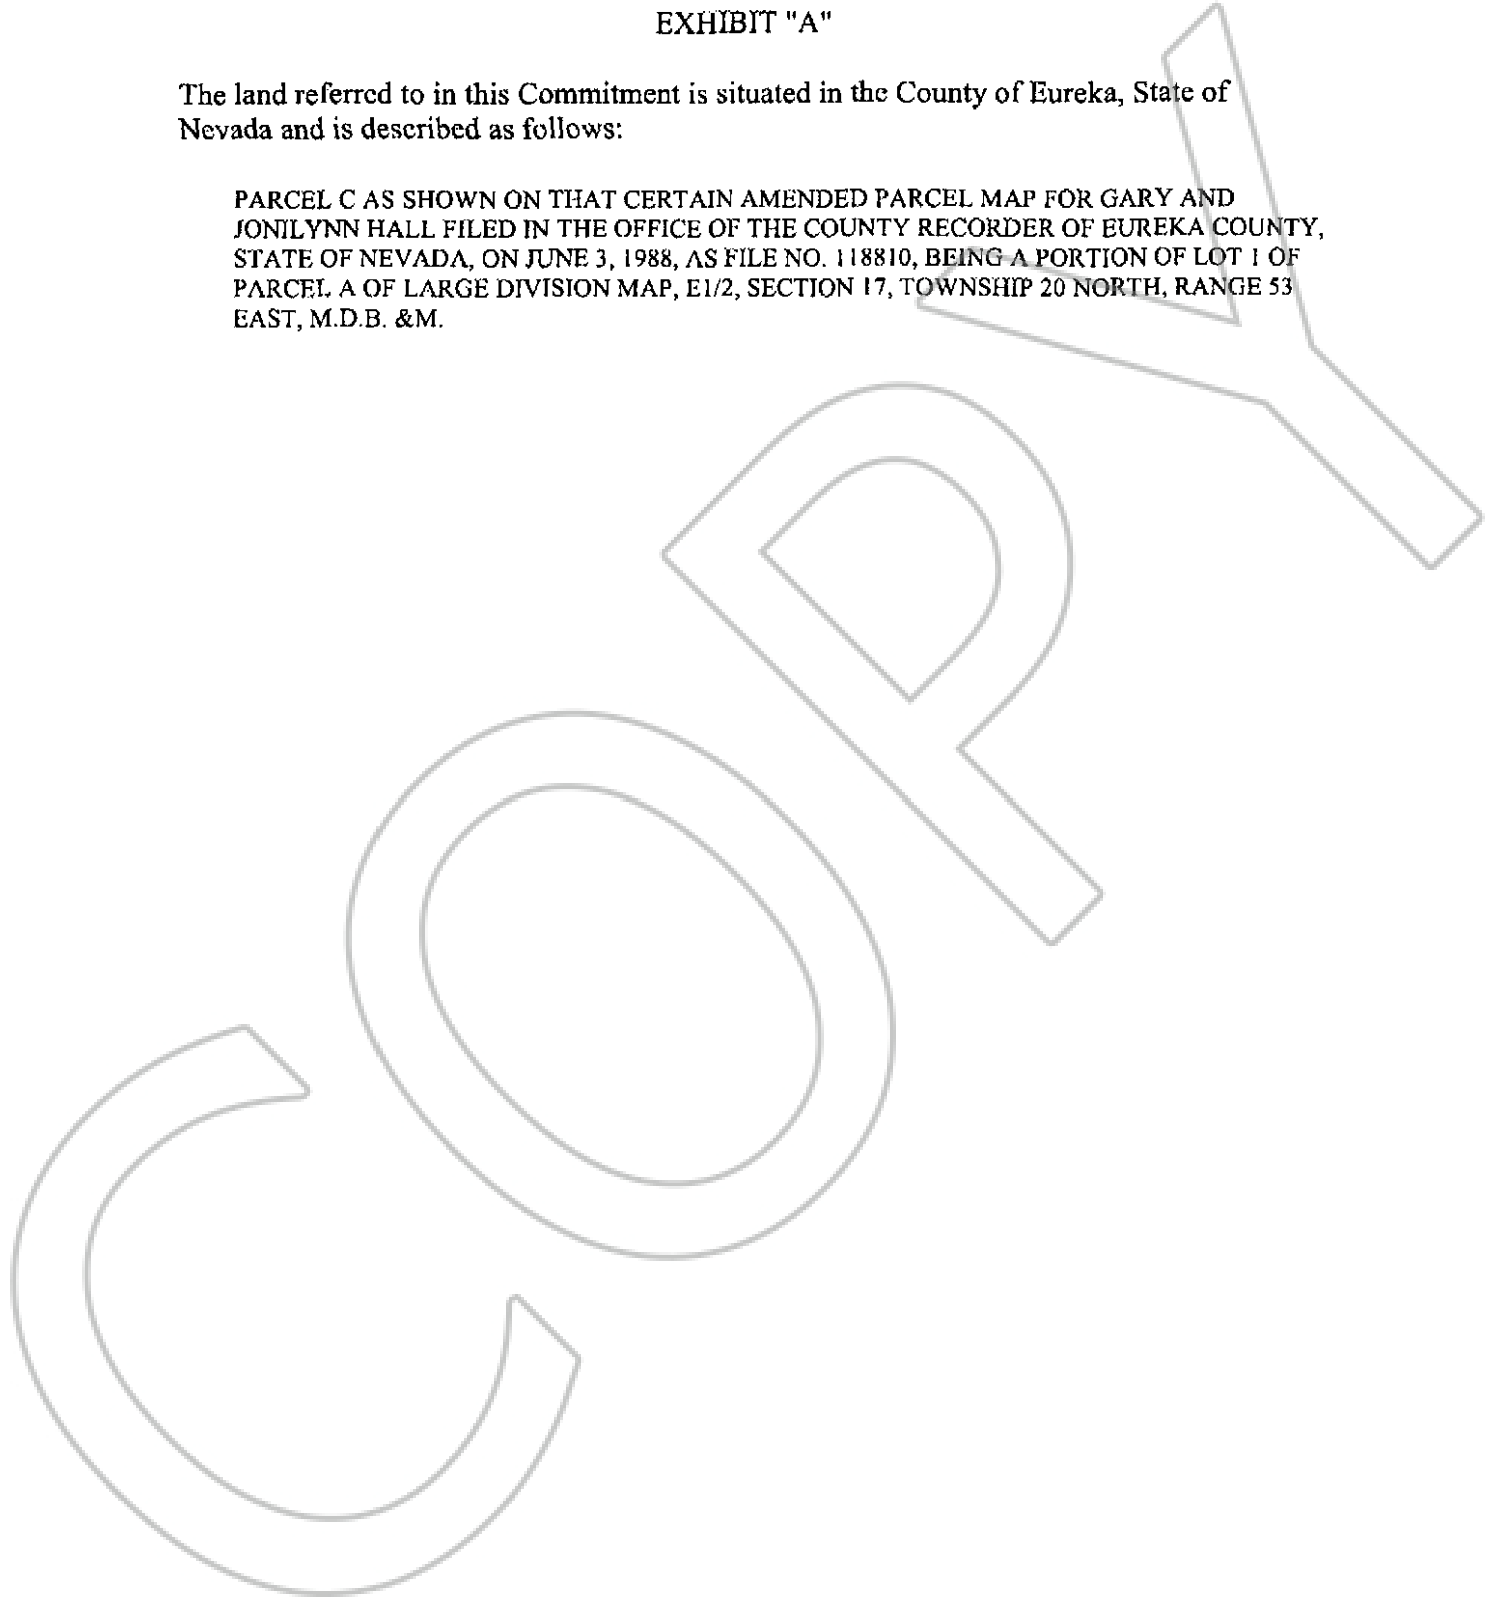 EXHIBIT "A"
The land referred to in this Commitment is situated in the County of Eureka, State of
Nevada and is described as follows:
PARCEL C AS SHOWN ON THAT CERTAIN AMENDED PARCEL MAP FOR GARY AND
JONILYNN HALL FILED IN THE OFFICE OF THE COUNTY RECORDER OF EUREKA COUNTY,
STATE OF NEVADA, ON JUNE 3, 1988, AS FILE NO. 118810, BEING A PORTION OF LOT 1 OF
PARCEL A OF LARGE DIVISION MAP, E1/2, SECTION 17, TOWNSHIP 20 NORTH, RANGE 53
EAST, M.D.B. &M.
COPY